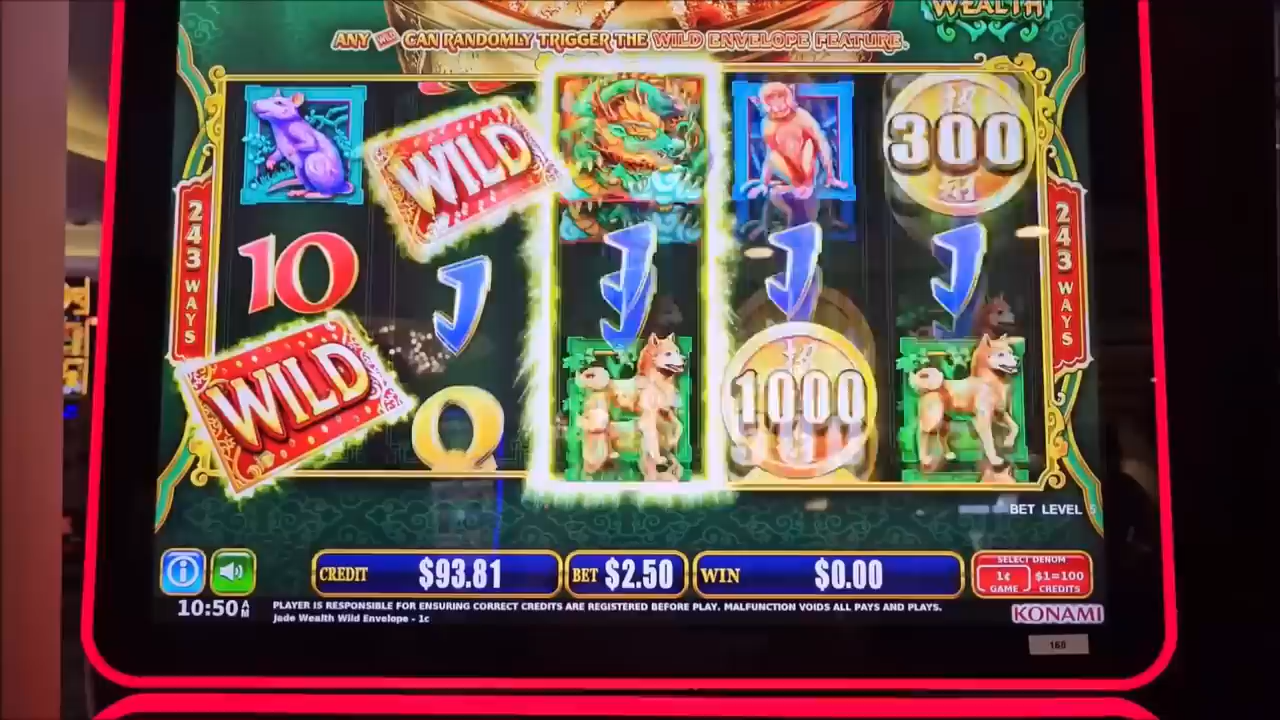 WEALTH
ANY WILD CAN RANDOMLY TRIGGER THE WILD ENVELOPE FEATURE.
WILD
300
243 WAYS
10
J
J
J
J
243 WAYS
WILD
Q
1000
BET LEVEL 5
CREDIT $93.81
BET $2.50
WIN $0.00
SELECT DENOM
1¢ GAME
$1=100 CREDITS
10:50 AM
PLAYER IS RESPONSIBLE FOR ENSURING CORRECT CREDITS ARE REGISTERED BEFORE PLAY. MALFUNCTION VOIDS ALL PAYS AND PLAYS.
Jade Wealth Wild Envelope - 1c
KONAMI
160